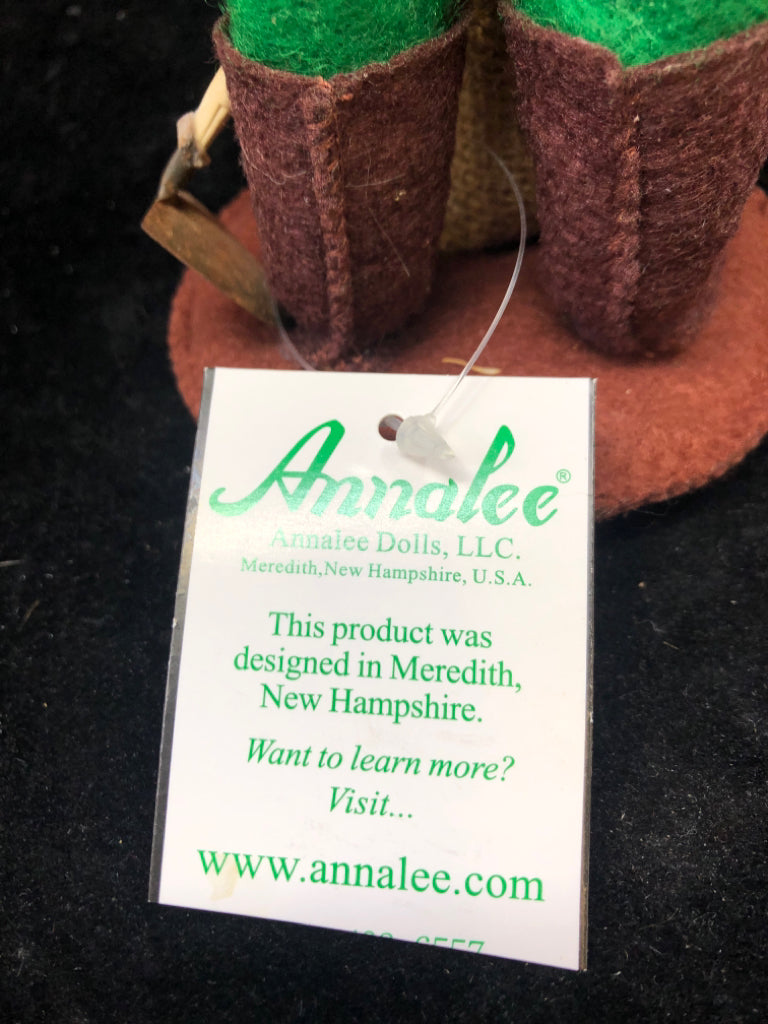 Annalee®
Annalee Dolls, LLC.
Meredith, New Hampshire, U.S.A.
This product was
designed in Meredith,
New Hampshire.
Want to learn more?
Visit...
www.annalee.com
6557